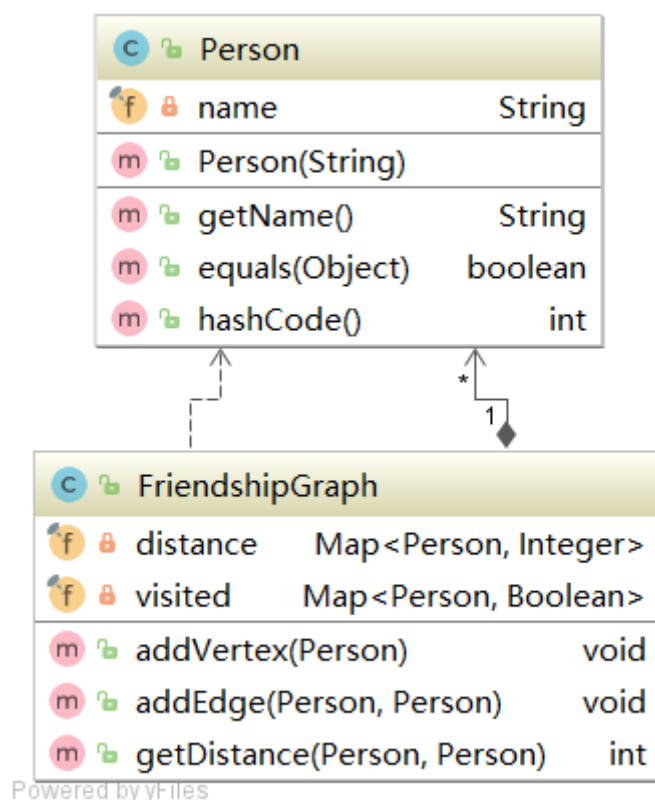 C Person
f name String
m Person(String)
m getName() String
m equals(Object) boolean
m hashCode() int
*
1
C FriendshipGraph
f distance Map<Person, Integer>
f visited Map<Person, Boolean>
m addVertex(Person) void
m addEdge(Person, Person) void
m getDistance(Person, Person) int
Powered by yFiles